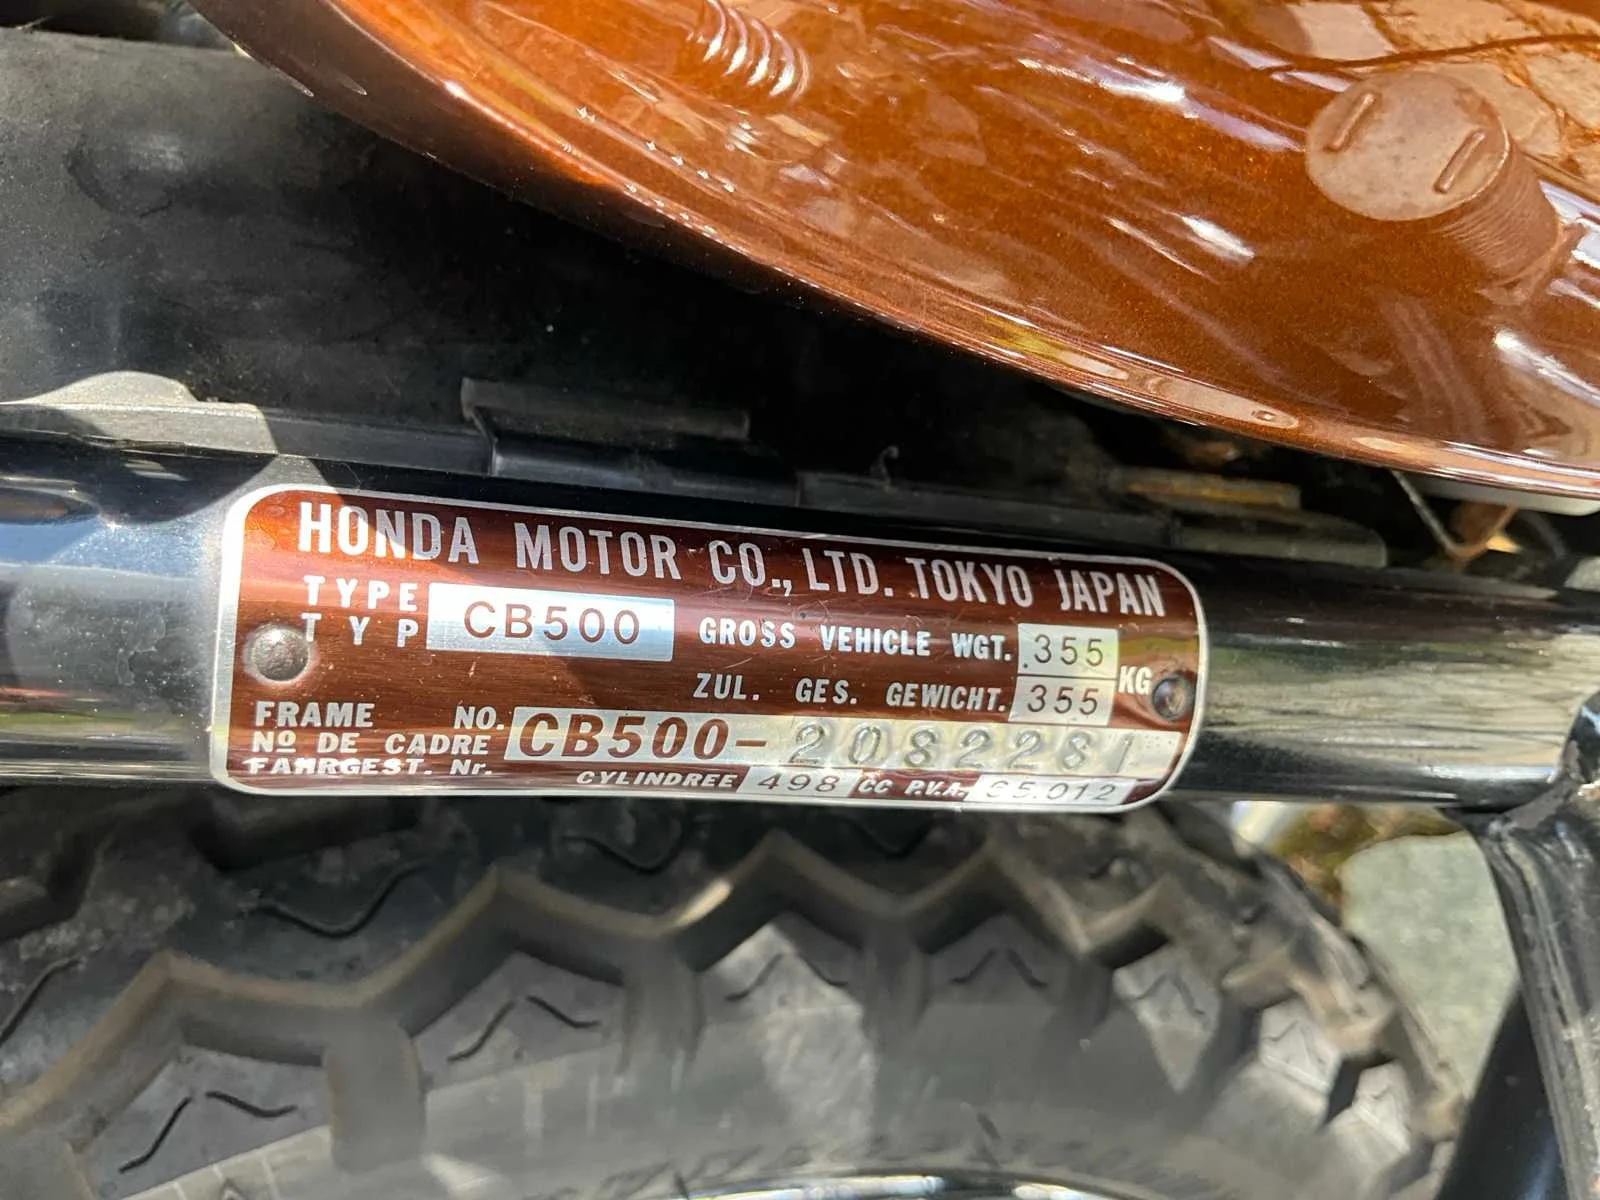 HONDA MOTOR CO., LTD. TOKYO JAPAN
TYPE
TYP
CB500
GROSS VEHICLE WGT. 355
ZUL. GES. GEWICHT. 355
KG
FRAME NO.
Nº DE CADRE
FAHRGEST. Nr.
CB500-2082281
CYLINDREE 498 CC P.V.A. 65.012